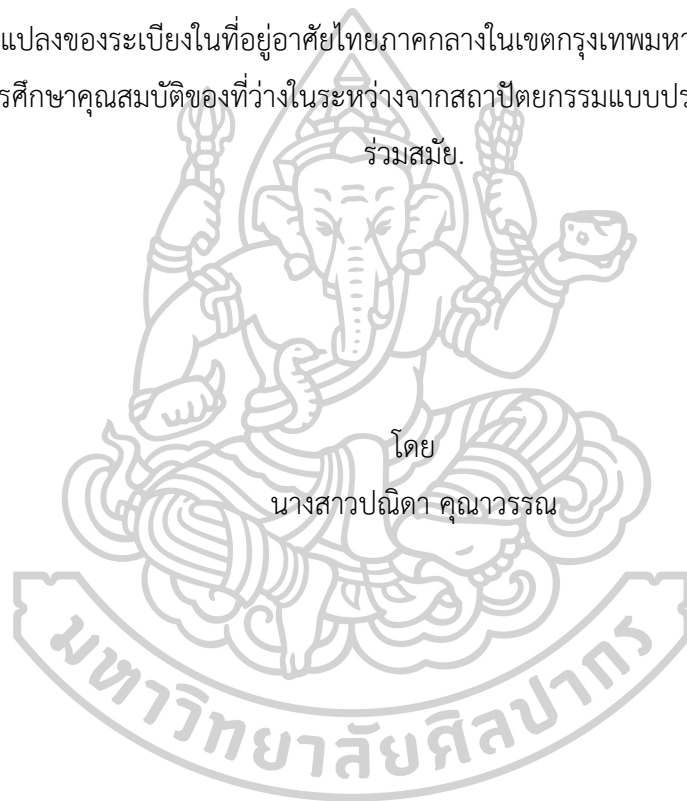 แปลงของระเบียงในที่อยู่อาศัยไทยภาคกลางในเขตกรุงเทพมหา
รศึกษาคุณสมบัติของที่ว่างในระหว่างจากสถาปัตยกรรมแบบปร
ร่วมสมัย.
โดย
นางสาวปณิดา คุณาวรรณ
มหาวิทยาลัยศิลปากร